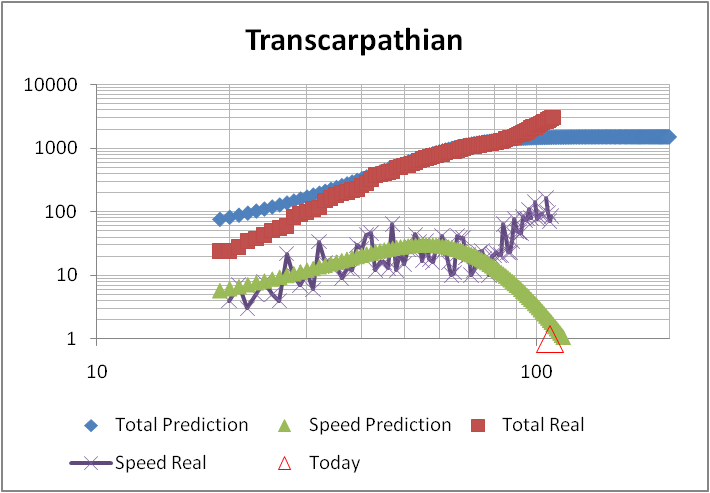 Transcarpathian
10000
1000
100
10
1
10 100
Total Prediction Speed Prediction Total Real
Speed Real Today